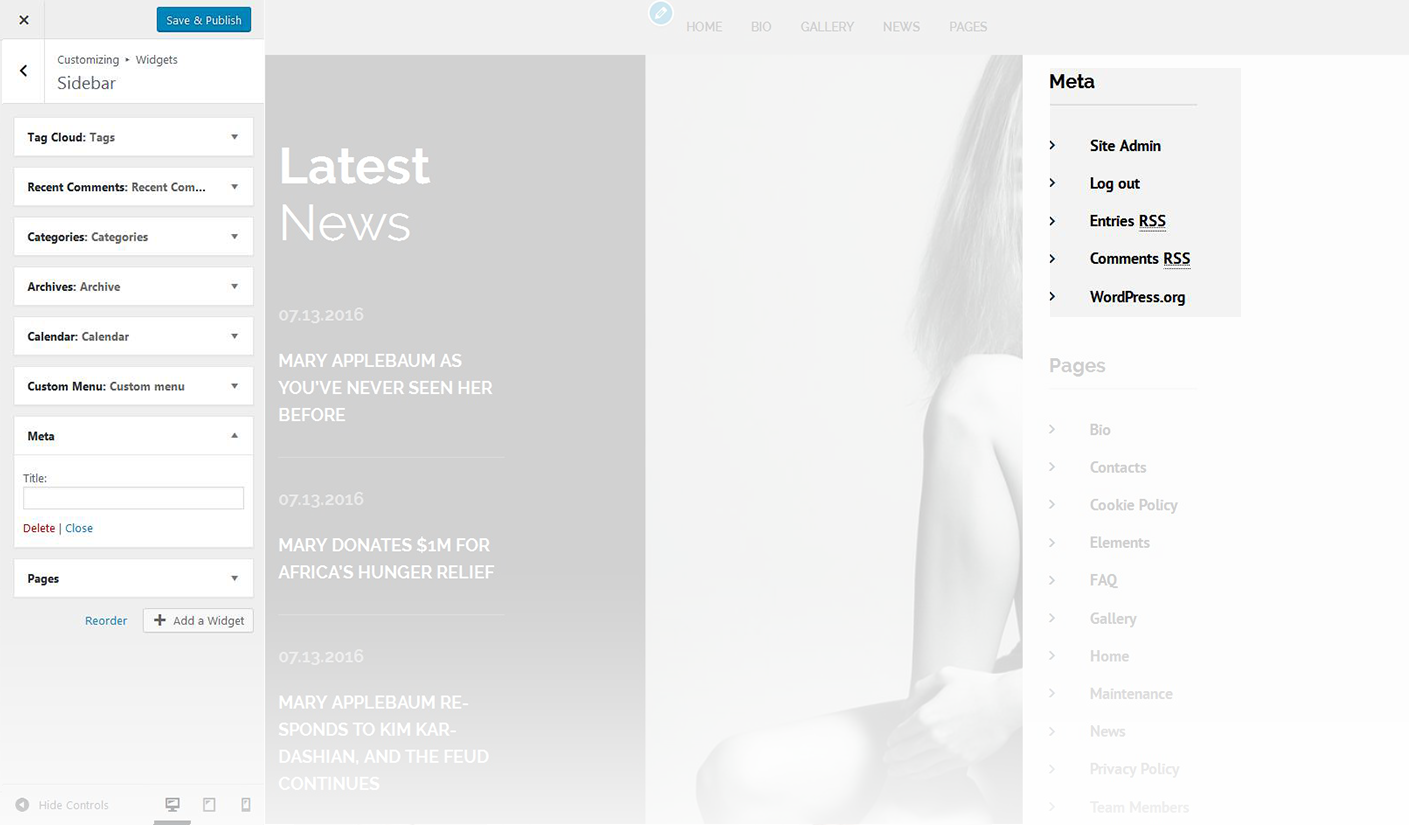 Save & Publish
Customizing ▸ Widgets
Sidebar
Tag Cloud: Tags
Recent Comments: Recent Com...
Categories: Categories
Archives: Archive
Calendar: Calendar
Custom Menu: Custom menu
Meta
Title:
Delete | Close
Pages
Reorder
Add a Widget
Hide Controls
HOME BIO GALLERY NEWS PAGES
Latest
News
07.13.2016
MARY APPLEBAUM AS
YOU'VE NEVER SEEN HER
BEFORE
07.13.2016
MARY DONATES $1M FOR
AFRICA'S HUNGER RELIEF
07.13.2016
MARY APPLEBAUM RE-
SPONDS TO KIM KAR-
DASHIAN, AND THE FEUD
CONTINUES
Meta
Site Admin
Log out
Entries RSS
Comments RSS
WordPress.org
Pages
Bio
Contacts
Cookie Policy
Elements
FAQ
Gallery
Home
Maintenance
News
Privacy Policy
Team Members